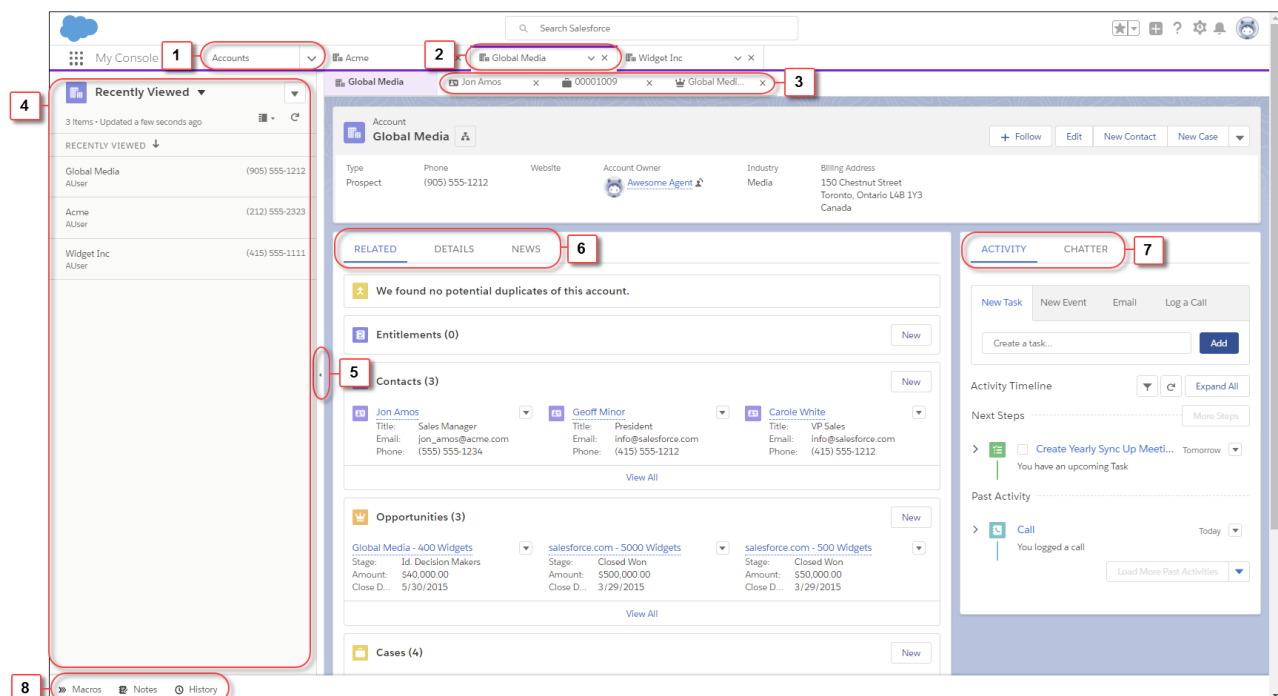 Search Salesforce
My Console
1
Accounts
Acme
2
Global Media
Widget Inc
Global Media
Jon Amos
00001009
Global Medi...
3
4
Recently Viewed
3 Items • Updated a few seconds ago
RECENTLY VIEWED
Global Media
(905) 555-1212
AUser
Acme
(212) 555-2323
AUser
Widget Inc
(415) 555-1111
AUser
Account
Global Media
+ Follow
Edit
New Contact
New Case
Type
Phone
Website
Account Owner
Industry
Billing Address
Prospect
(905) 555-1212
Awesome Agent
Media
150 Chestnut Street
Toronto, Ontario L4B 1Y3
Canada
RELATED
DETAILS
NEWS
6
We found no potential duplicates of this account.
Entitlements (0)
New
5
Contacts (3)
New
Jon Amos
Title: Sales Manager
Email: jon_amos@acme.com
Phone: (555) 555-1234
Geoff Minor
Title: President
Email: info@salesforce.com
Phone: (415) 555-1212
Carole White
Title: VP Sales
Email: info@salesforce.com
Phone: (415) 555-1212
View All
Opportunities (3)
New
Global Media - 400 Widgets
Stage: Id. Decision Makers
Amount: $40,000.00
Close D... 5/30/2015
salesforce.com - 5000 Widgets
Stage: Closed Won
Amount: $500,000.00
Close D... 3/29/2015
salesforce.com - 500 Widgets
Stage: Closed Won
Amount: $50,000.00
Close D... 3/29/2015
View All
Cases (4)
New
ACTIVITY
CHATTER
7
New Task
New Event
Email
Log a Call
Create a task...
Add
Activity Timeline
Expand All
Next Steps
More Steps
Create Yearly Sync Up Meeti...
Tomorrow
You have an upcoming Task
Past Activity
Call
Today
You logged a call
Load More Past Activities
8
Macros
Notes
History